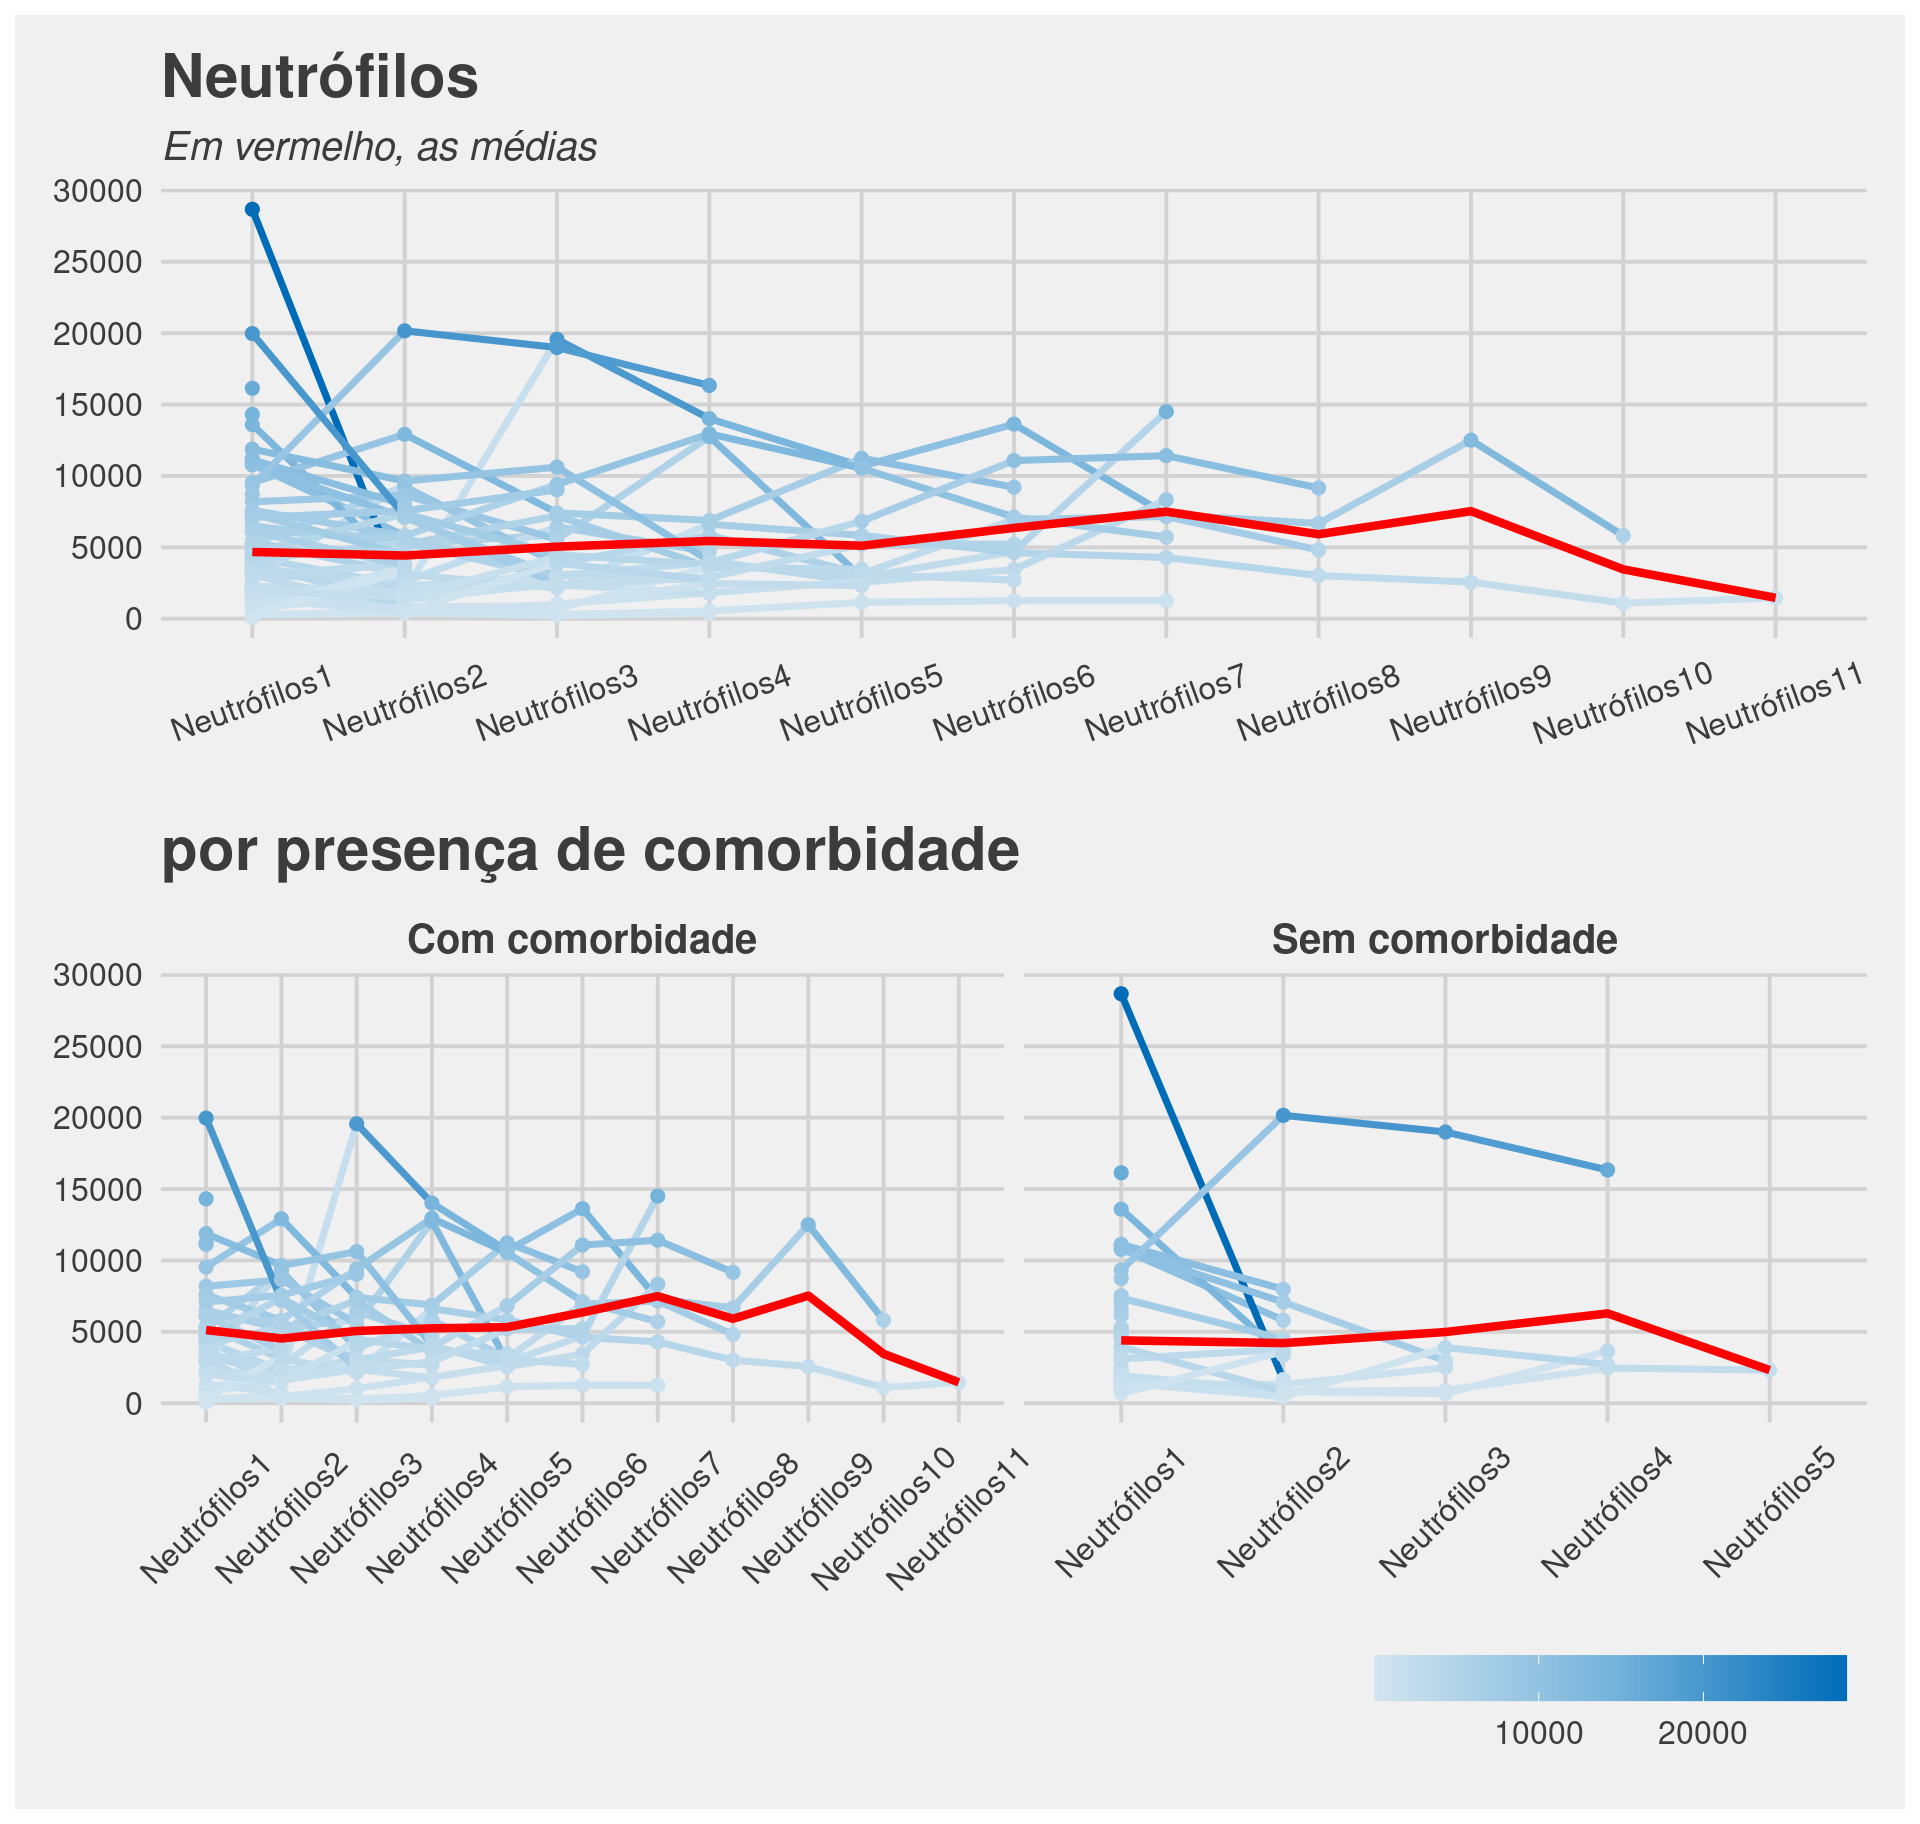 Neutrófilos
Em vermelho, as médias
30000
25000
20000
15000
10000
5000
0
Neutrófilos1
Neutrófilos2
Neutrófilos3
Neutrófilos4
Neutrófilos5
Neutrófilos6
Neutrófilos7
Neutrófilos8
Neutrófilos9
Neutrófilos10
Neutrófilos11
por presença de comorbidade
Com comorbidade
Sem comorbidade
30000
25000
20000
15000
10000
5000
0
Neutrófilos1
Neutrófilos2
Neutrófilos3
Neutrófilos4
Neutrófilos5
Neutrófilos6
Neutrófilos7
Neutrófilos8
Neutrófilos9
Neutrófilos10
Neutrófilos11
Neutrófilos1
Neutrófilos2
Neutrófilos3
Neutrófilos4
Neutrófilos5
10000
20000